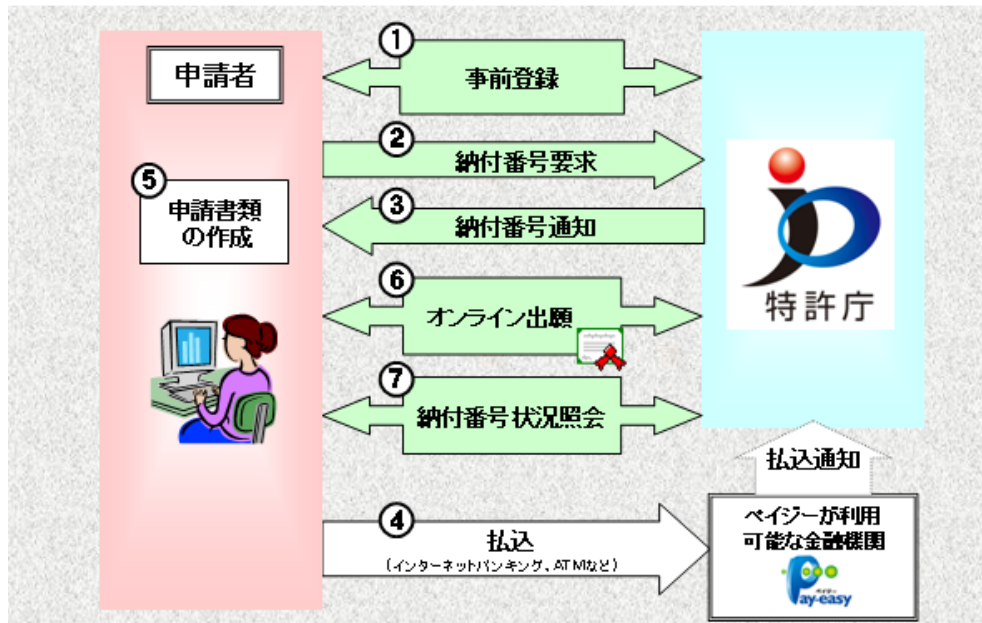 申請者
①
事前登録
②
納付番号要求
⑤
申請書類
の作成
③
納付番号通知
特許庁
⑥
オンライン出願
⑦
納付番号状況照会
払込通知
④
払込
(インターネットバンキング、ATMなど)
ペイジーが利用
可能な金融機関
ペイジー
Pay-easy